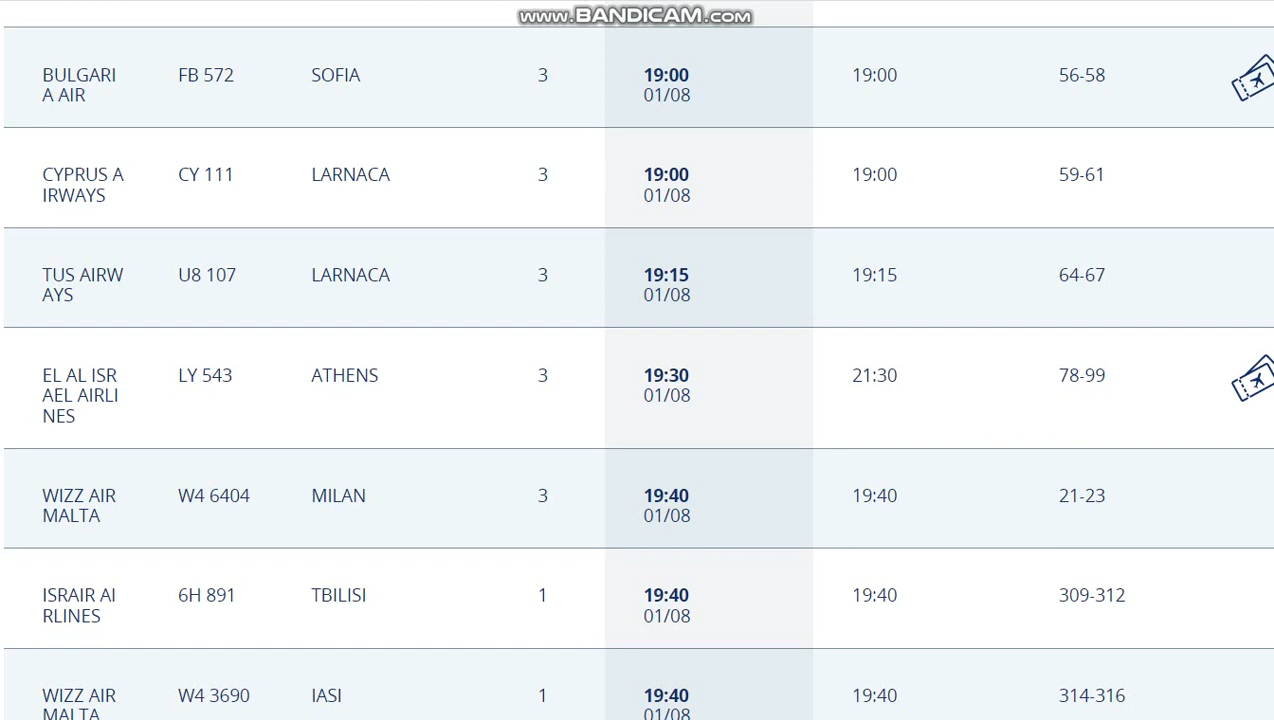 www.BANDICAM.com
BULGARI FB 572 SOFIA 3 19:00 19:00 56-58
A AIR 01/08
CYPRUS A CY 111 LARNACA 3 19:00 19:00 59-61
IRWAYS 01/08
TUS AIRW U8 107 LARNACA 3 19:15 19:15 64-67
AYS 01/08
EL AL ISR LY 543 ATHENS 3 19:30 21:30 78-99
AEL AIRLI 01/08
NES
WIZZ AIR W4 6404 MILAN 3 19:40 19:40 21-23
MALTA 01/08
ISRAIR AI 6H 891 TBILISI 1 19:40 19:40 309-312
RLINES 01/08
WIZZ AIR W4 3690 IASI 1 19:40 19:40 314-316
MALTA 01/08